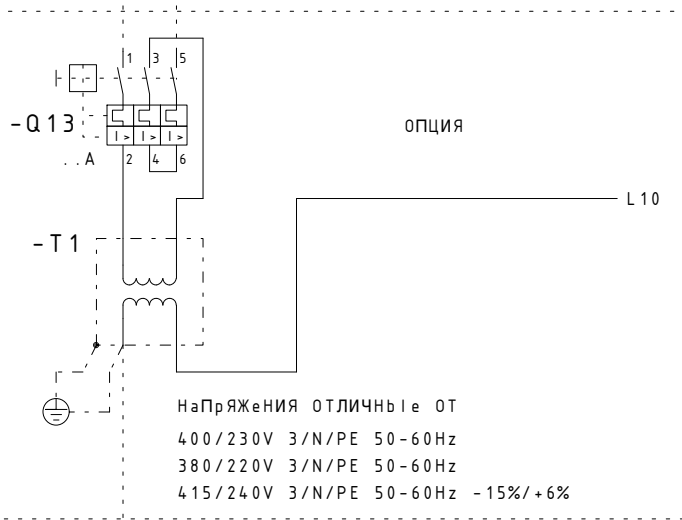 1 3 5
-Q13
ОПЦИЯ
I > I > I >
..A 2 4 6
L10
-T1
НаПрЯЖеНИЯ ОТЛИЧНЫе ОТ
400/230V 3/N/PE 50-60Hz
380/220V 3/N/PE 50-60Hz
415/240V 3/N/PE 50-60Hz -15%/+6%